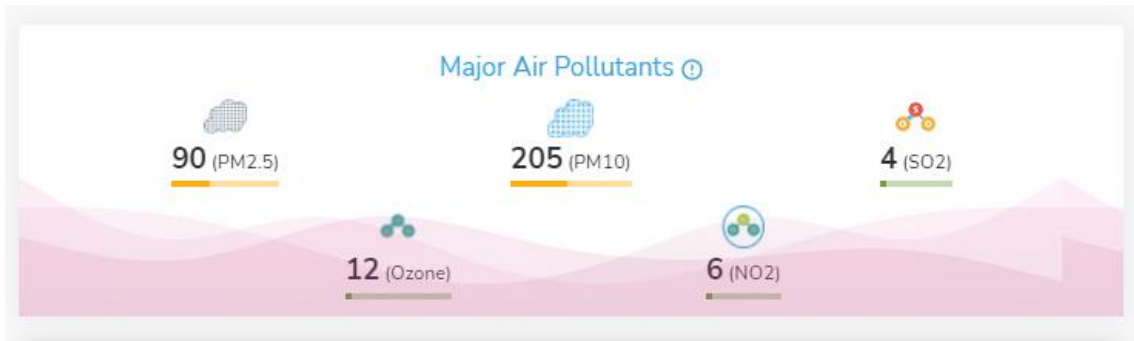 Major Air Pollutants
90 (PM2.5)
205 (PM10)
4 (SO2)
12 (Ozone)
6 (NO2)